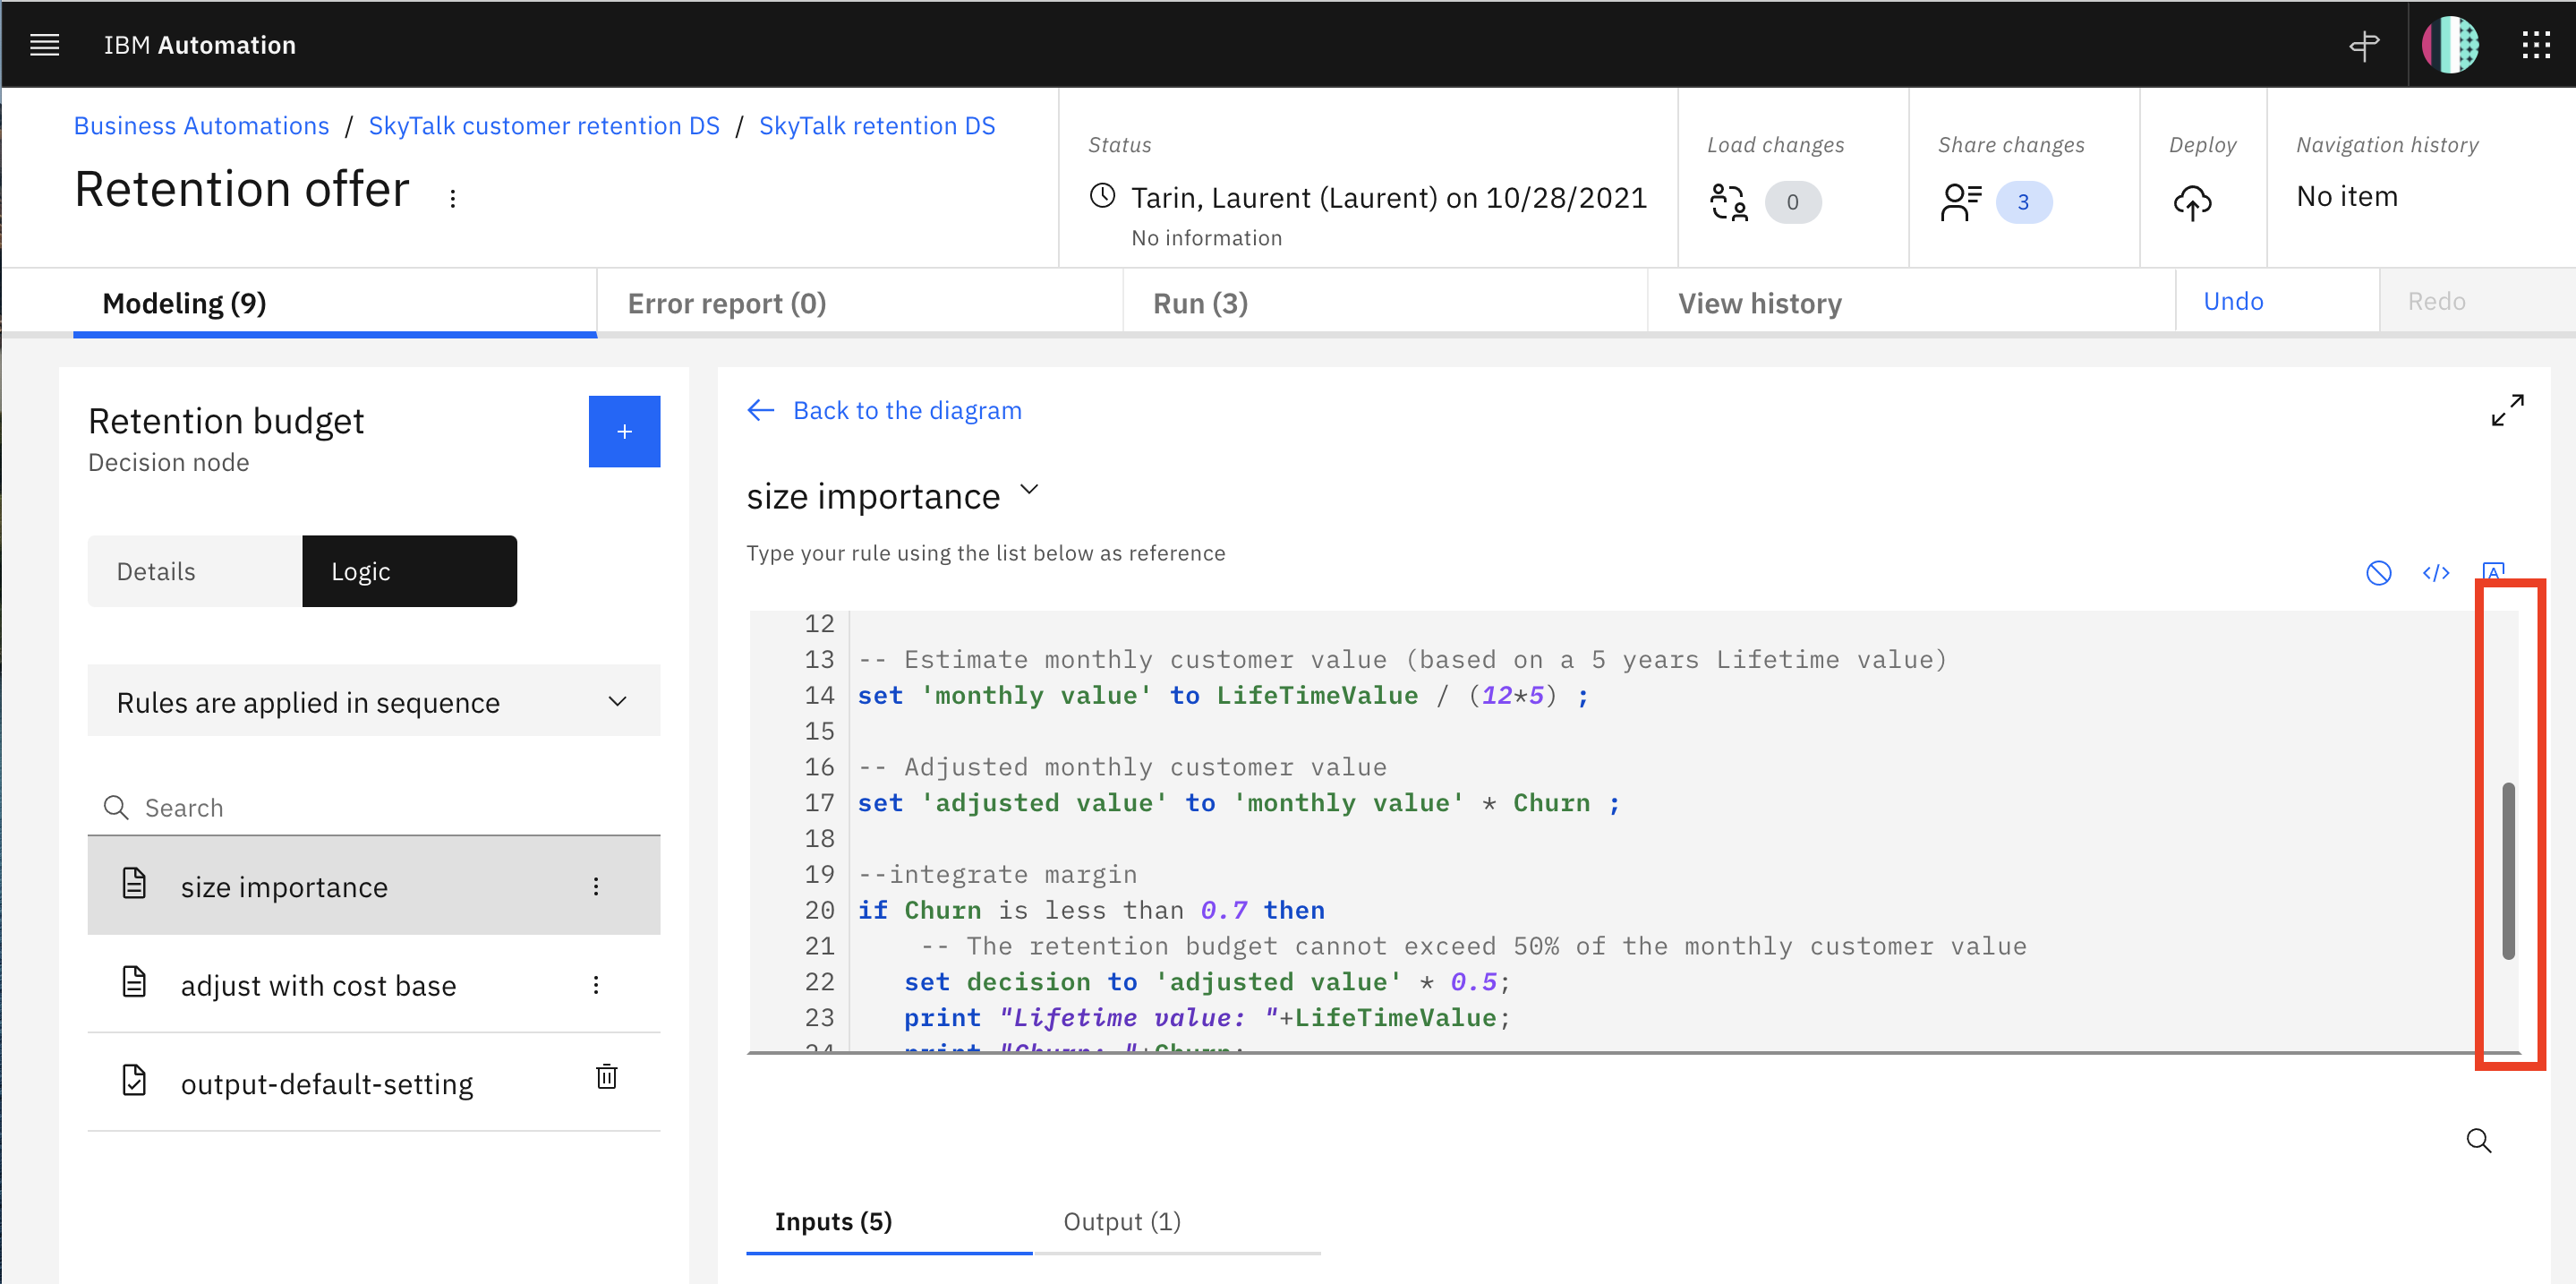 IBM Automation
Business Automations / SkyTalk customer retention DS / SkyTalk retention DS
Retention offer
Status
Tarin, Laurent (Laurent) on 10/28/2021
No information
Load changes
0
Share changes
3
Deploy
Navigation history
No item
Modeling (9)
Error report (0)
Run (3)
View history
Undo
Redo
Retention budget
Decision node
+
Details
Logic
Rules are applied in sequence
Search
size importance
adjust with cost base
output-default-setting
Back to the diagram
size importance
Type your rule using the list below as reference
</> A
12
13 -- Estimate monthly customer value (based on a 5 years Lifetime value)
14 set 'monthly value' to LifeTimeValue / (12*5) ;
15
16 -- Adjusted monthly customer value
17 set 'adjusted value' to 'monthly value' * Churn ;
18
19 --integrate margin
20 if Churn is less than 0.7 then
21 -- The retention budget cannot exceed 50% of the monthly customer value
22 set decision to 'adjusted value' * 0.5;
23 print "Lifetime value: "+LifeTimeValue;
24 print "Churn: "+Churn;
Inputs (5)
Output (1)